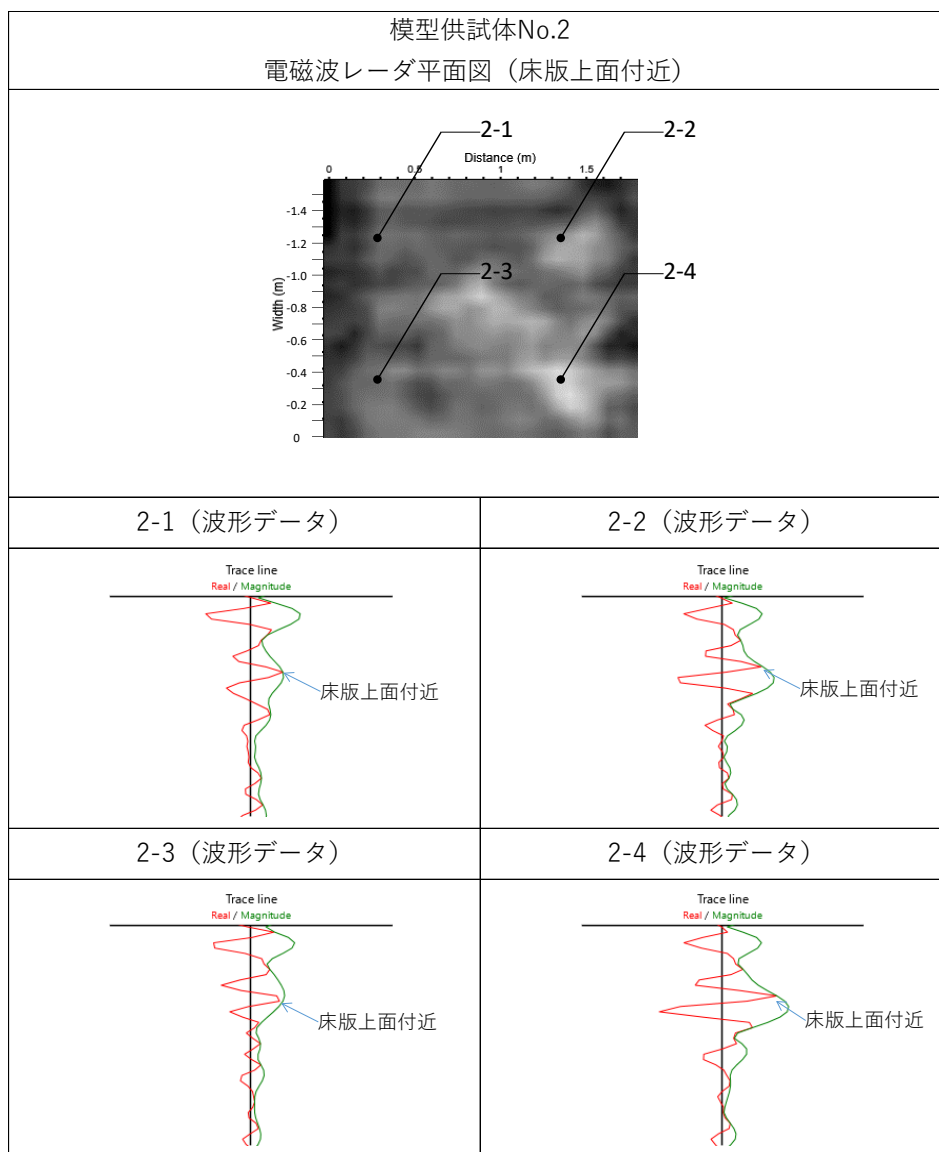 模型供試体No.2
電磁波レーダ平面図（床版上面付近）
2-1
2-2
Distance (m)
0 0.5 1 1.5
-1.4
-1.2
2-3
2-4
-1.0
Width (m)
-0.8
-0.6
-0.4
-0.2
0
2-1（波形データ）
2-2（波形データ）
Trace line
Real / Magnitude
床版上面付近
Trace line
Real / Magnitude
床版上面付近
2-3（波形データ）
2-4（波形データ）
Trace line
Real / Magnitude
床版上面付近
Trace line
Real / Magnitude
床版上面付近